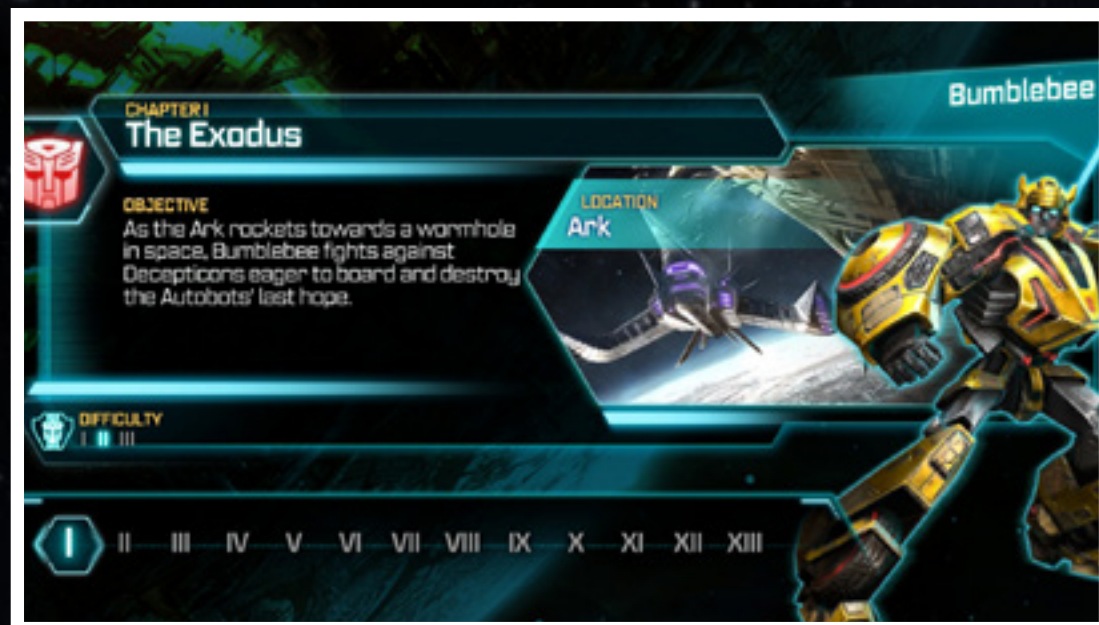 Bumblebee
CHAPTER I
The Exodus
OBJECTIVE
As the Ark rockets towards a wormhole
in space, Bumblebee fights against
Decepticons eager to board and destroy
the Autobots' last hope.
LOCATION
Ark
DIFFICULTY
I II III
I II III IV V VI VII VIII IX X XI XII XIII